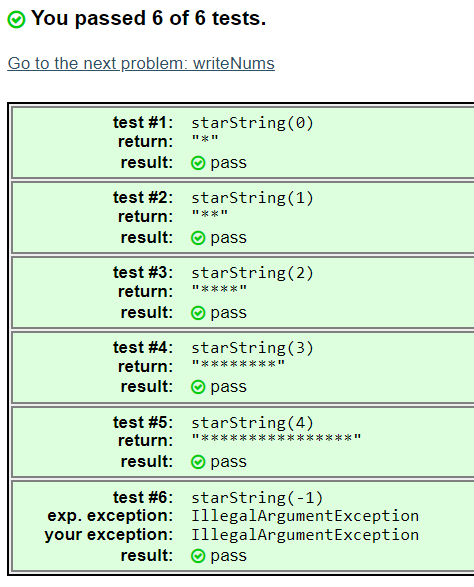 You passed 6 of 6 tests.
Go to the next problem: writeNums
test #1: starString(0)
return: "*"
result: pass
test #2: starString(1)
return: "**"
result: pass
test #3: starString(2)
return: "****"
result: pass
test #4: starString(3)
return: "********"
result: pass
test #5: starString(4)
return: "****************"
result: pass
test #6: starString(-1)
exp. exception: IllegalArgumentException
your exception: IllegalArgumentException
result: pass